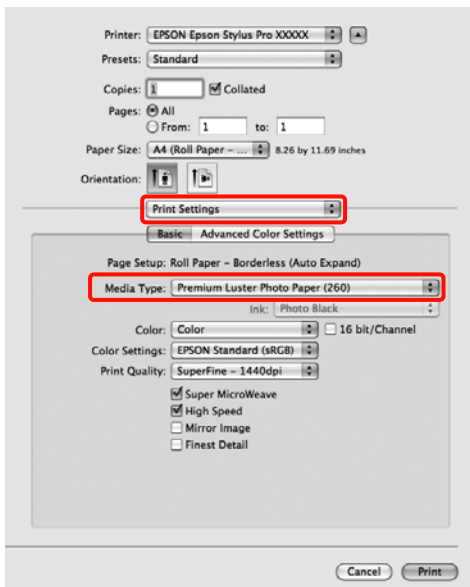 Printer: EPSON Epson Stylus Pro XXXXX
Presets: Standard
Copies: 1 Collated
Pages: All
From: 1 to: 1
Paper Size: A4 (Roll Paper - ... 8.26 by 11.69 inches
Orientation:
Print Settings
Basic Advanced Color Settings
Page Setup: Roll Paper - Borderless (Auto Expand)
Media Type: Premium Luster Photo Paper (260)
Ink: Photo Black
Color: Color 16 bit/Channel
Color Settings: EPSON Standard (sRGB)
Print Quality: SuperFine - 1440dpi
Super MicroWeave
High Speed
Mirror Image
Finest Detail
Cancel Print